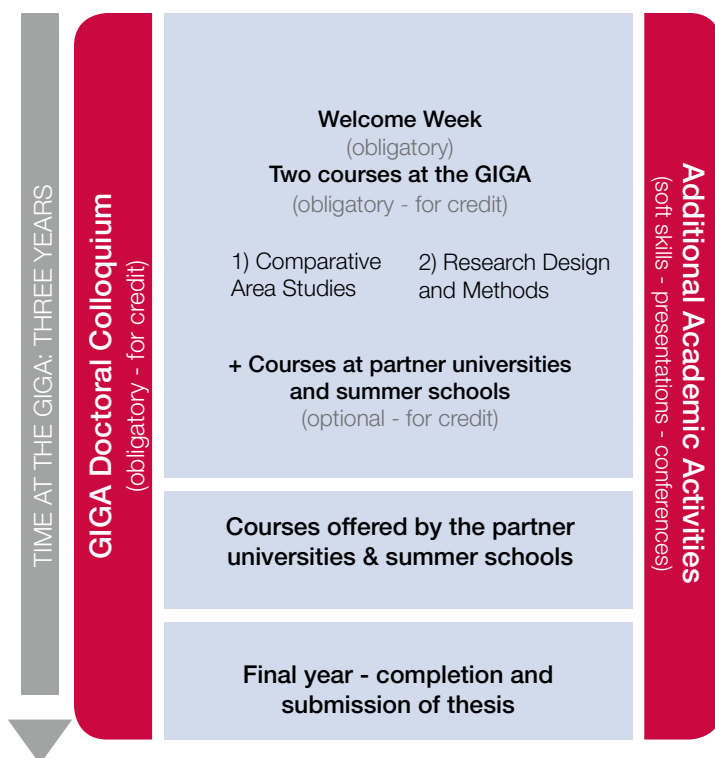 TIME AT THE GIGA: THREE YEARS
GIGA Doctoral Colloquium
(obligatory - for credit)
Welcome Week
(obligatory)
Two courses at the GIGA
(obligatory - for credit)
1) Comparative
Area Studies
2) Research Design
and Methods
+ Courses at partner universities
and summer schools
(optional - for credit)
Courses offered by the partner
universities & summer schools
Final year - completion and
submission of thesis
Additional Academic Activities
(soft skills - presentations - conferences)